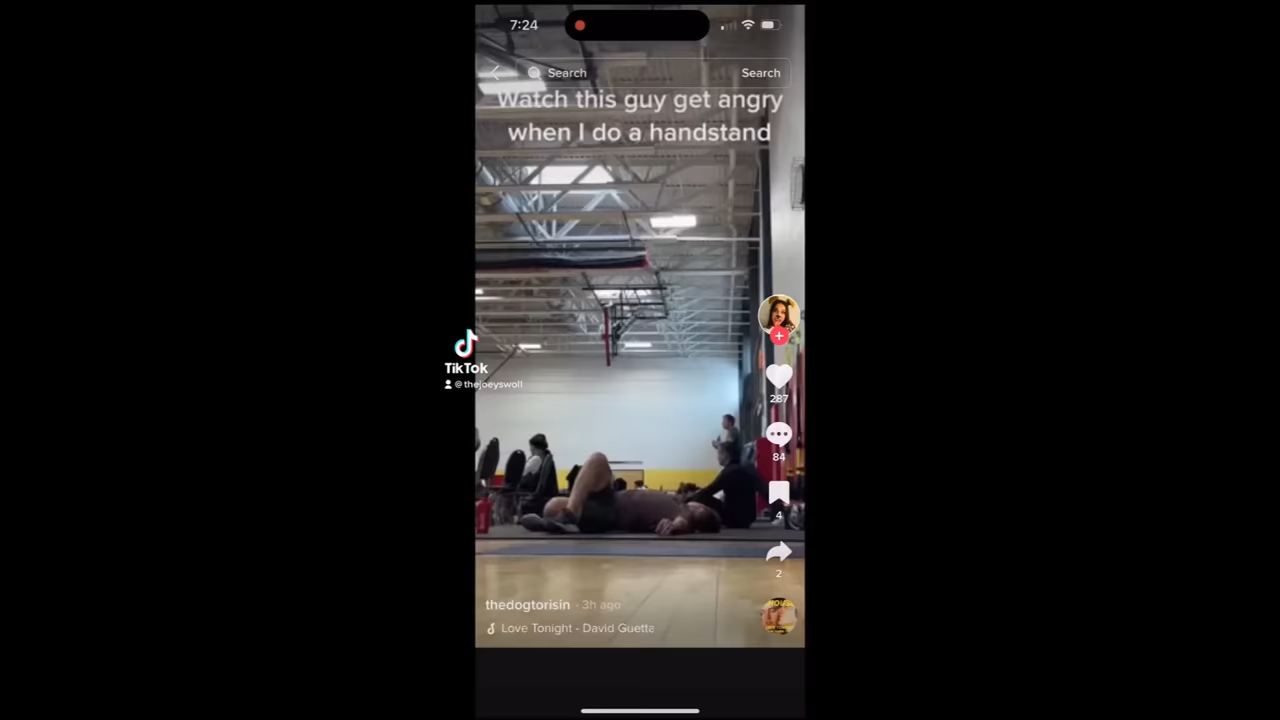 7:24
Search
Search
Watch this guy get angry
when I do a handstand
TikTok
@thejoeyswoll
287
84
4
2
thedogtorisin · 3h ago
Love Tonight - David Guetta